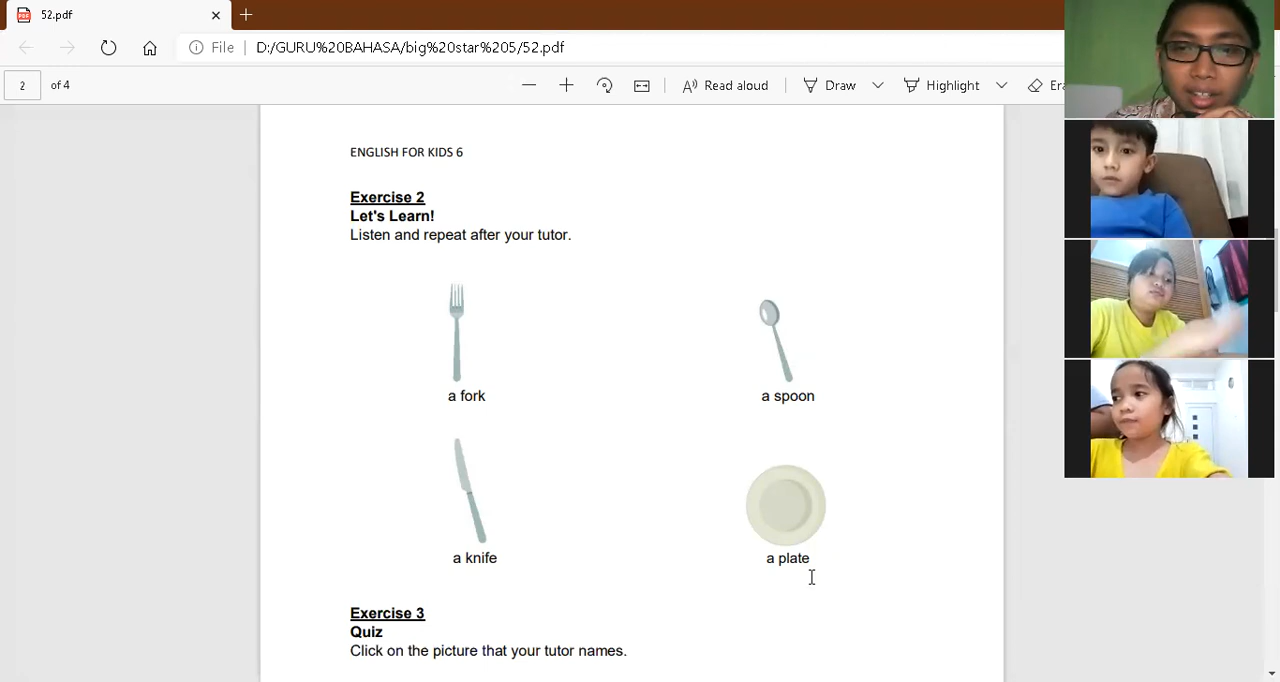 52.pdf
File D:/GURU%20BAHASA/big%20star%205/52.pdf
2 of 4 Read aloud Draw Highlight Era
ENGLISH FOR KIDS 6
Exercise 2
Let's Learn!
Listen and repeat after your tutor.
a fork a spoon
a knife a plate
Exercise 3
Quiz
Click on the picture that your tutor names.